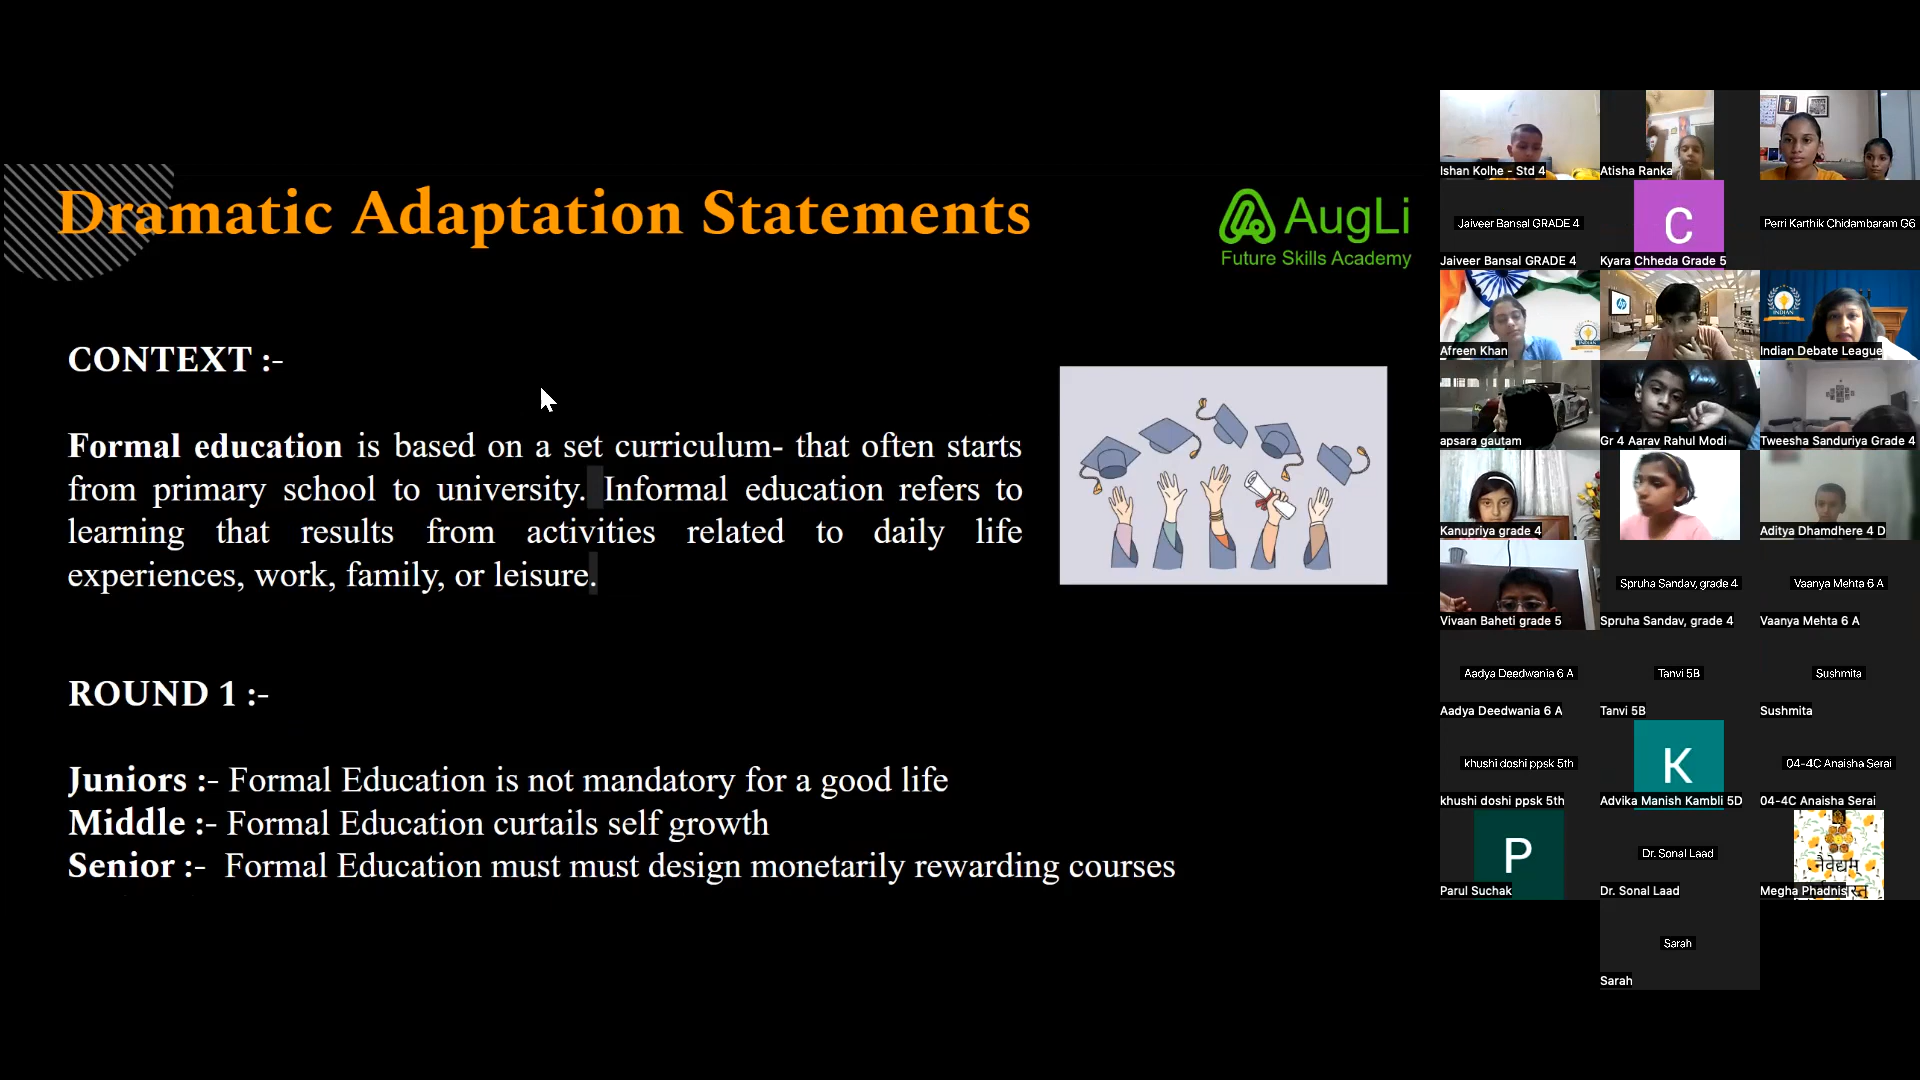 Dramatic Adaptation Statements
AugLi
Future Skills Academy
CONTEXT :-
Formal education is based on a set curriculum- that often starts
from primary school to university. Informal education refers to
learning that results from activities related to daily life
experiences, work, family, or leisure.
ROUND 1 :-
Juniors :- Formal Education is not mandatory for a good life
Middle :- Formal Education curtails self growth
Senior :- Formal Education must must design monetarily rewarding courses
Ishan Kolhe - Std 4
Atisha Ranka
Jaiveer Bansal GRADE 4
Jaiveer Bansal GRADE 4
C
Kyara Chheda Grade 5
Perri Karthik Chidambaram G6
Afreen Khan
hp
INDIAN
Indian Debate League
apsara gautam
Gr 4 Aarav Rahul Modi
Tweesha Sanduriya Grade 4
Kanupriya grade 4
Aditya Dhamdhere 4 D
Vivaan Baheti grade 5
Spruha Sandav, grade 4
Spruha Sandav, grade 4
Vaanya Mehta 6 A
Vaanya Mehta 6 A
Aadya Deedwania 6 A
Aadya Deedwania 6 A
Tanvi 5B
Tanvi 5B
Sushmita
Sushmita
khushi doshi ppsk 5th
khushi doshi ppsk 5th
K
Advika Manish Kambli 5D
04-4C Anaisha Serai
04-4C Anaisha Serai
P
Parul Suchak
Dr. Sonal Laad
Dr. Sonal Laad
नैवेद्यम्
Megha Phadnis
Sarah
Sarah